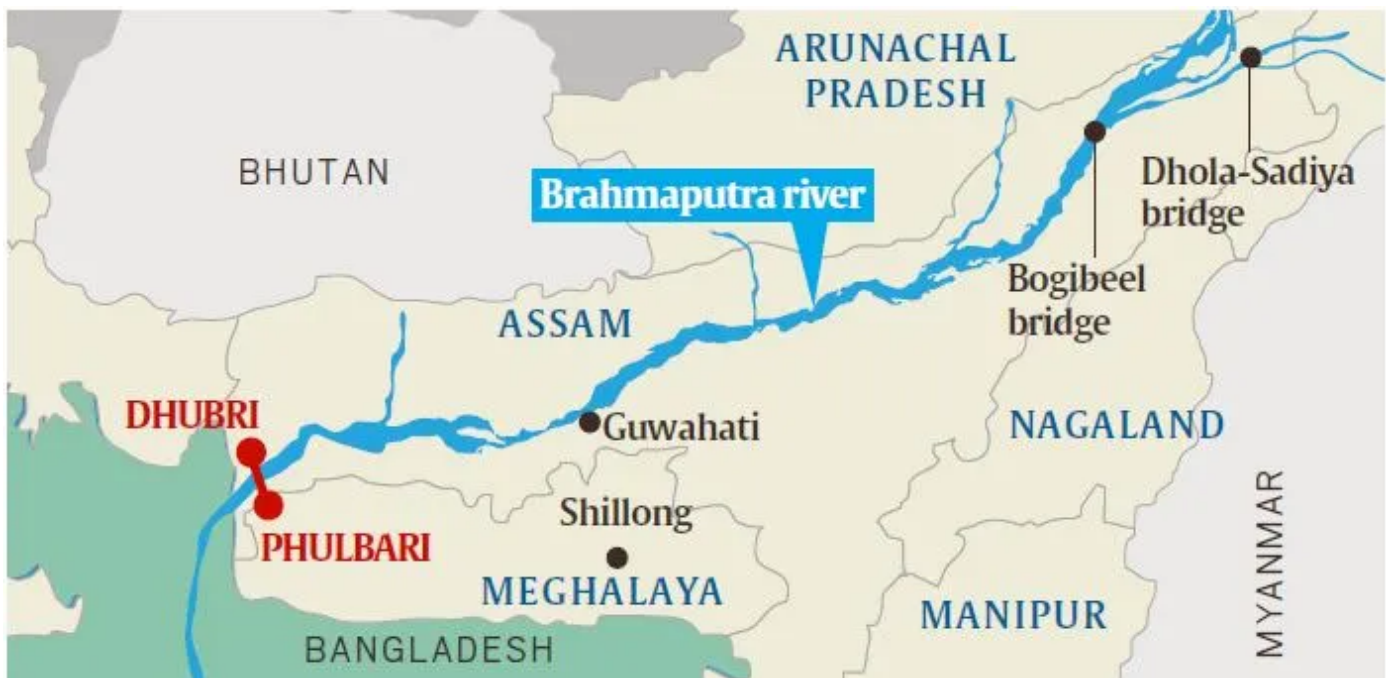 ARUNACHAL
PRADESH
BHUTAN
Brahmaputra river
Dhola-Sadiya
bridge
Bogibeel
bridge
ASSAM
DHUBRI
Guwahati
NAGALAND
Shillong
PHULBARI
MEGHALAYA
MANIPUR
MYANMAR
BANGLADESH